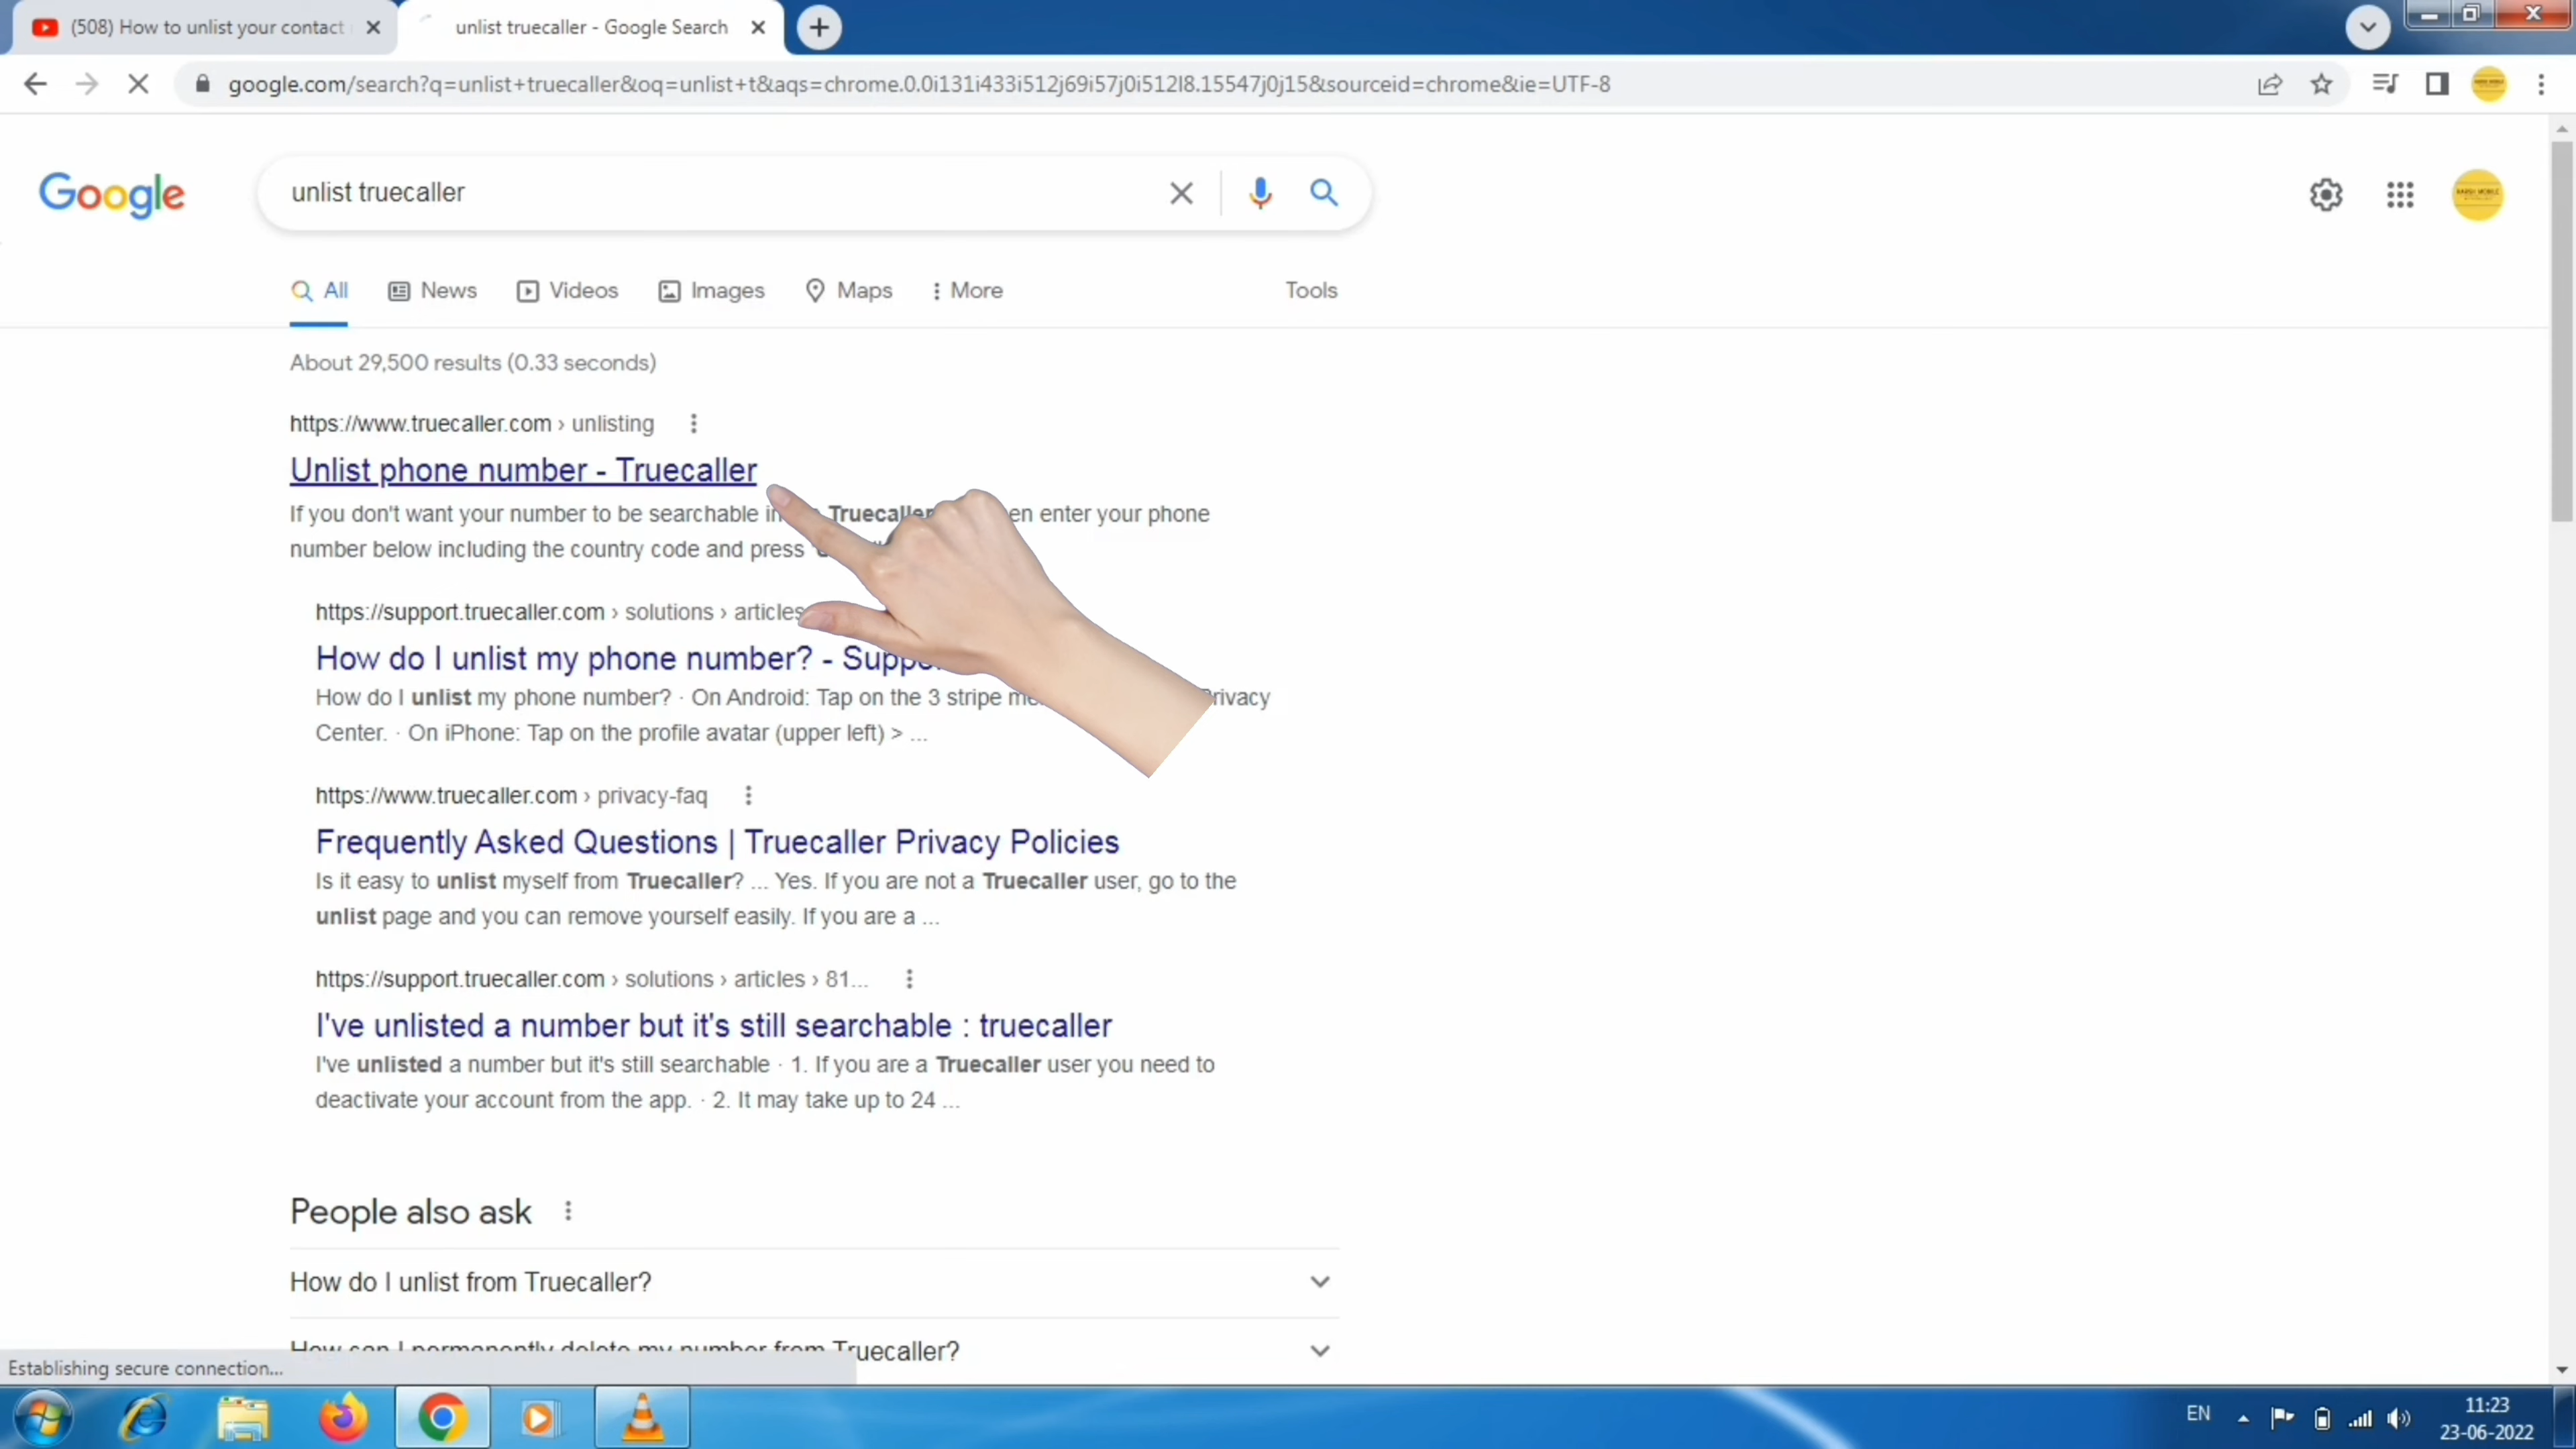 (508) How to unlist your contact
unlist truecaller - Google Search
google.com/search?q=unlist+truecaller&oq=unlist+t&aqs=chrome.0.0i131i433i512j69i57j0i512l8.15547j0j15&sourceid=chrome&ie=UTF-8
Google
unlist truecaller
All News Videos Images Maps More Tools
About 29,500 results (0.33 seconds)
https://www.truecaller.com › unlisting
Unlist phone number - Truecaller
If you don't want your number to be searchable in Truecaller enter your phone
number below including the country code and press
https://support.truecaller.com › solutions › articles
How do I unlist my phone number? -
How do I unlist my phone number? · On Android: Tap on the 3 stripe Privacy
Center. · On iPhone: Tap on the profile avatar (upper left) > ...
https://www.truecaller.com › privacy-faq
Frequently Asked Questions | Truecaller Privacy Policies
Is it easy to unlist myself from Truecaller? ... Yes. If you are not a Truecaller user, go to the
unlist page and you can remove yourself easily. If you are a ...
https://support.truecaller.com › solutions › articles › 81...
I've unlisted a number but it's still searchable : truecaller
I've unlisted a number but it's still searchable · 1. If you are a Truecaller user you need to
deactivate your account from the app. · 2. It may take up to 24 ...
People also ask
How do I unlist from Truecaller?
How can I permanently delete my number from Truecaller?
Establishing secure connection...
EN
11:23
23-06-2022